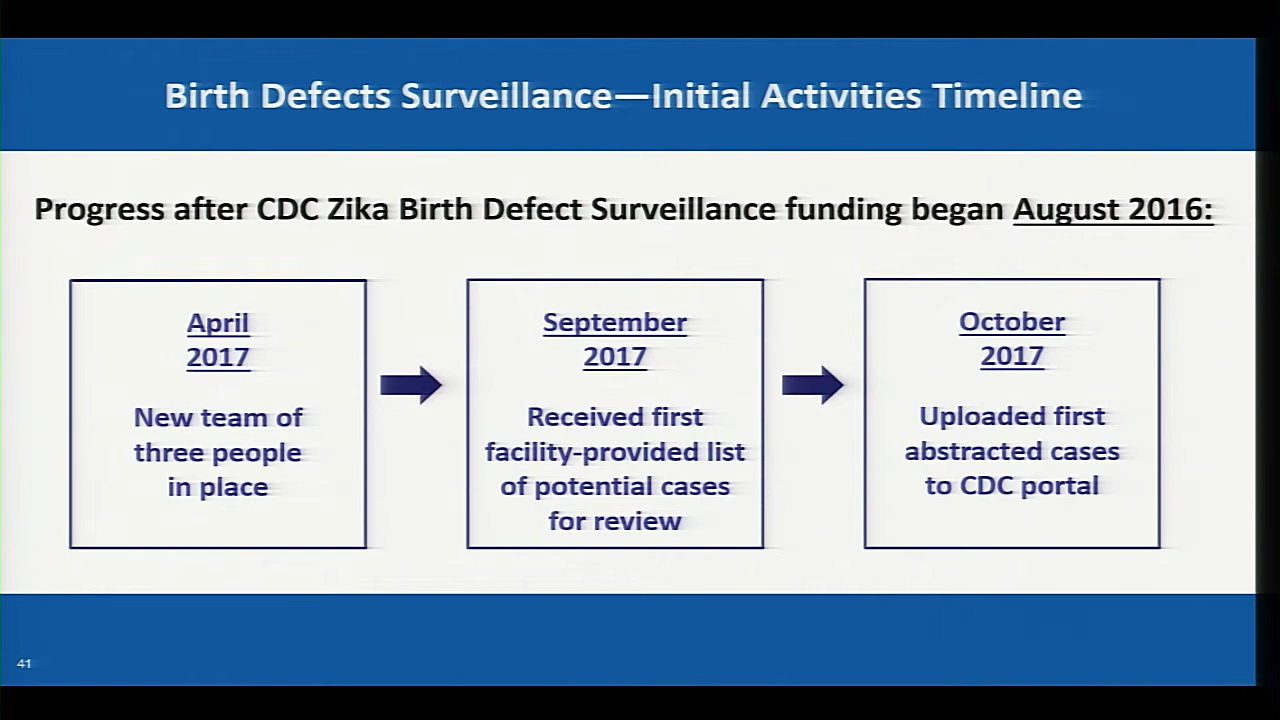 Birth Defects Surveillance—Initial Activities Timeline
Progress after CDC Zika Birth Defect Surveillance funding began August 2016:
April
2017
New team of
three people
in place
September
2017
Received first
facility-provided list
of potential cases
for review
October
2017
Uploaded first
abstracted cases
to CDC portal
41